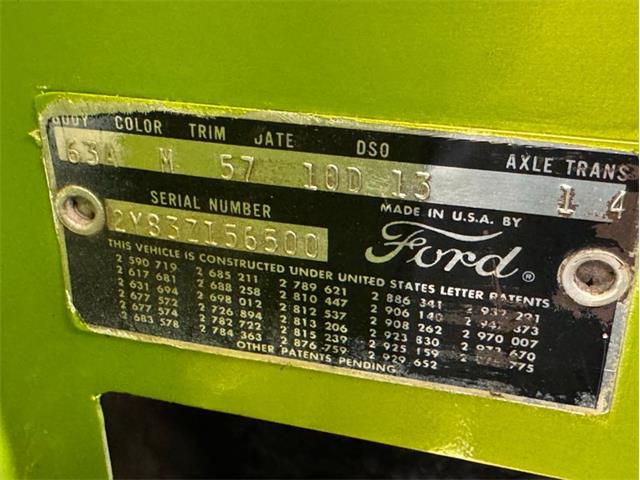 BODY COLOR TRIM DATE DSO AXLE TRANS
63A M 57 10D 13 1 4
SERIAL NUMBER
2Y83Z156500
MADE IN U.S.A. BY
Ford®
THIS VEHICLE IS CONSTRUCTED UNDER UNITED STATES LETTER PATENTS
2 590 719 2 685 211 2 789 621 2 886 341
2 617 681 2 688 258 2 810 447 2 906 140
2 631 694 2 698 012 2 812 537 2 908 262 2 970 007
2 677 572 2 726 894 2 813 206 2 923 830
2 677 574 2 782 722 2 815 239 2 925 159
2 683 578 2 784 363 2 876 759 2 929 652
OTHER PATENTS PENDING